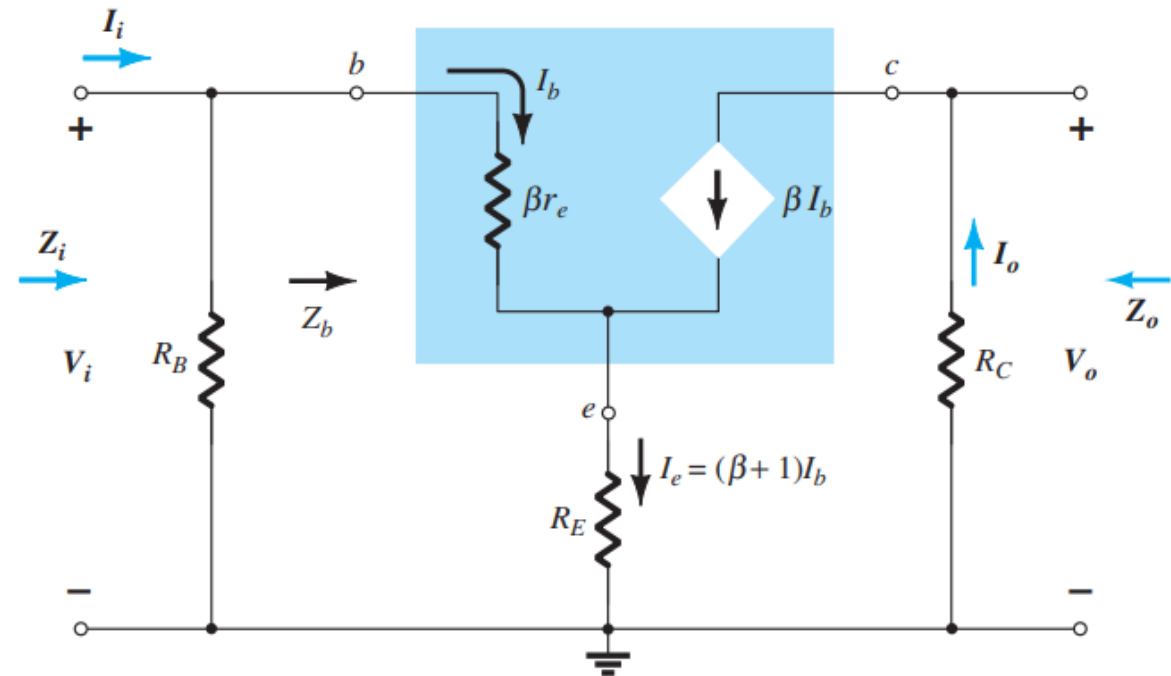 I_i
b
I_b
c
+
+
βr_e
βI_b
Z_i
Z_b
I_o
Z_o
V_i
R_B
R_C
V_o
e
I_e = (β + 1)I_b
R_E
−
−